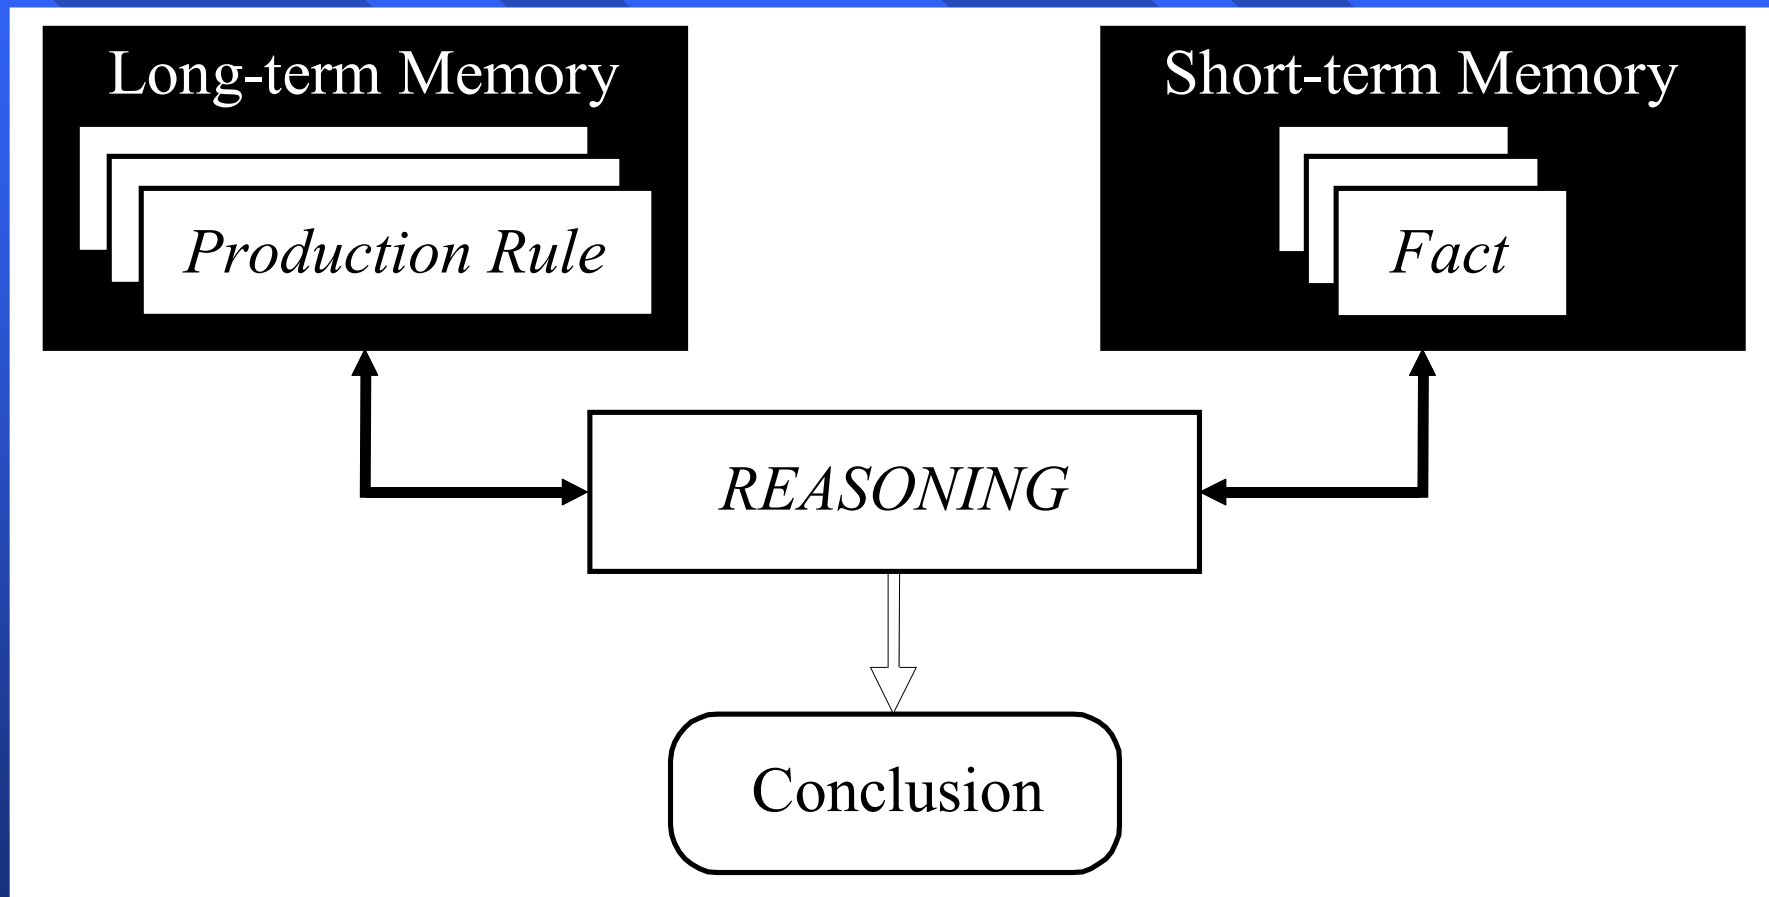 Long-term Memory
Short-term Memory
Production Rule
Fact
REASONING
Conclusion